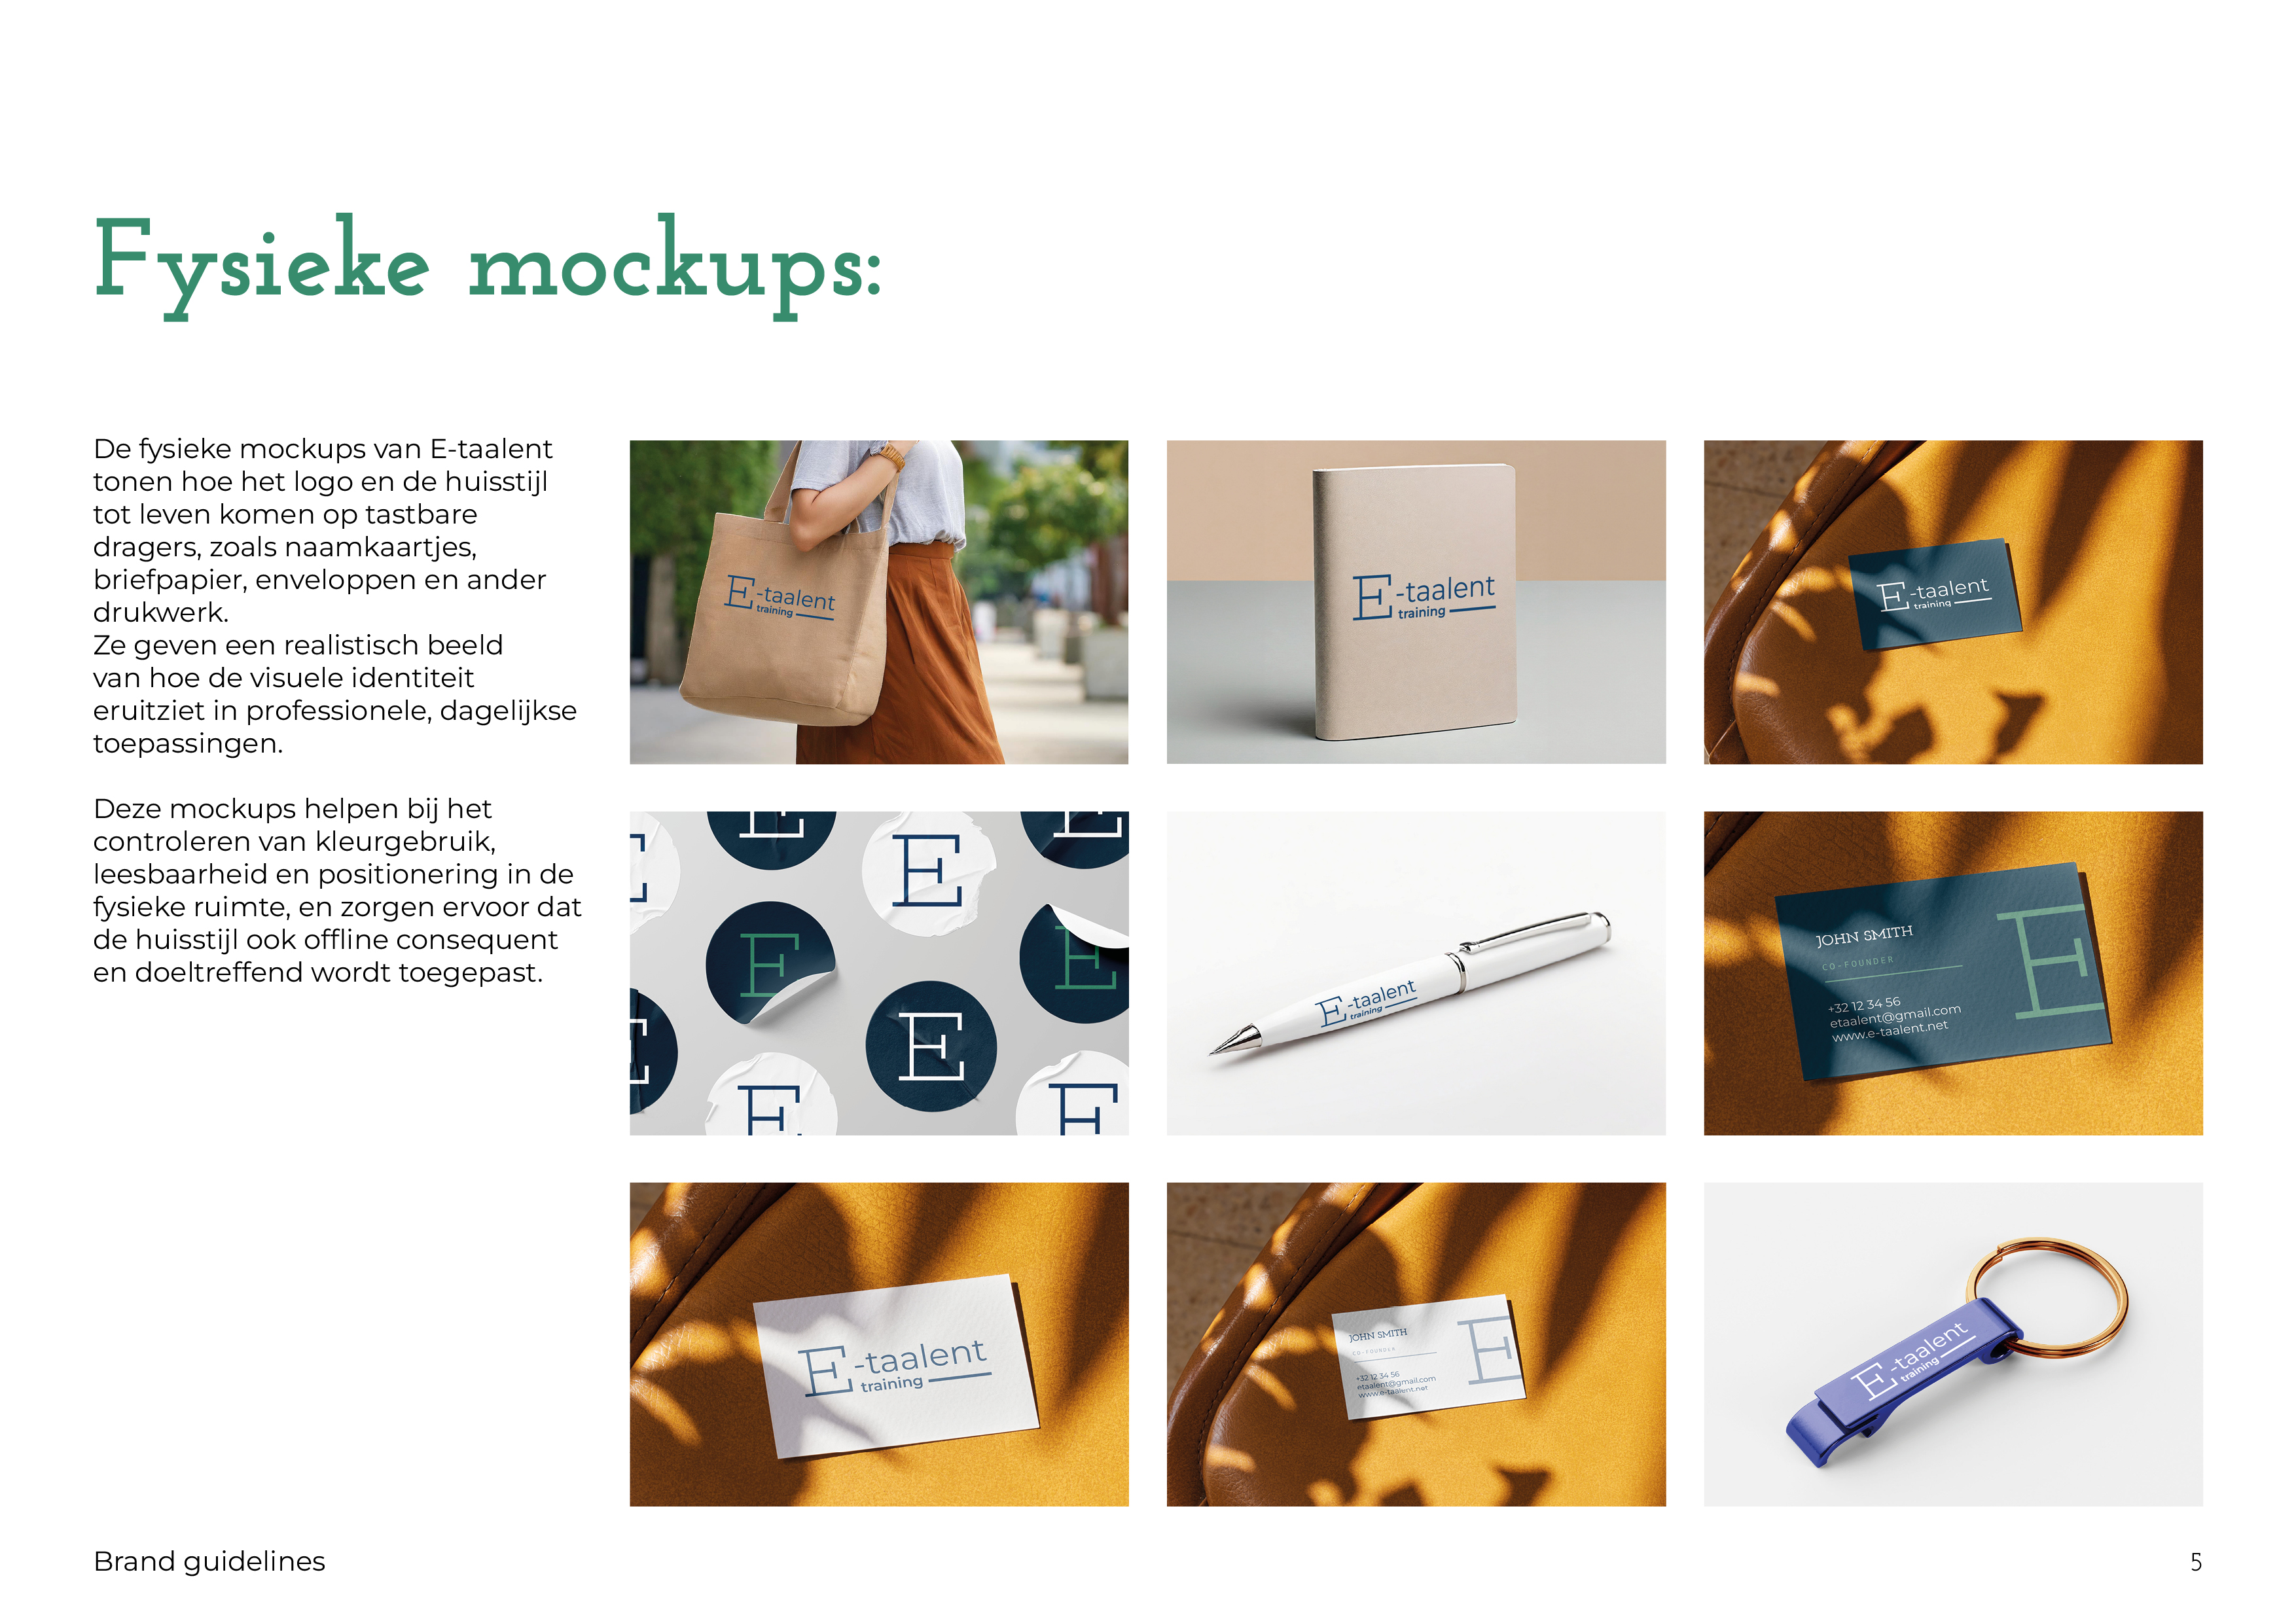 Fysieke mockups:
De fysieke mockups van E-taalent
tonen hoe het logo en de huisstijl
tot leven komen op tastbare
dragers, zoals naamkaartjes,
briefpapier, enveloppen en ander
drukwerk.
Ze geven een realistisch beeld
van hoe de visuele identiteit
eruitziet in professionele, dagelijkse
toepassingen.
Deze mockups helpen bij het
controleren van kleurgebruik,
leesbaarheid en positionering in de
fysieke ruimte, en zorgen ervoor dat
de huisstijl ook offline consequent
en doeltreffend wordt toegepast.
E-taalent
training
E-taalent
training
E-taalent
training
E
E
E
E
E
E
E
E
E
E
E-taalent
training
JOHN SMITH
CO-FOUNDER
+32 12 34 56
etaalent@gmail.com
www.e-taalent.net
E
E-taalent
training
JOHN SMITH
CO-FOUNDER
+32 12 34 56
etaalent@gmail.com
www.e-taalent.net
E
E-taalent
training
Brand guidelines
5